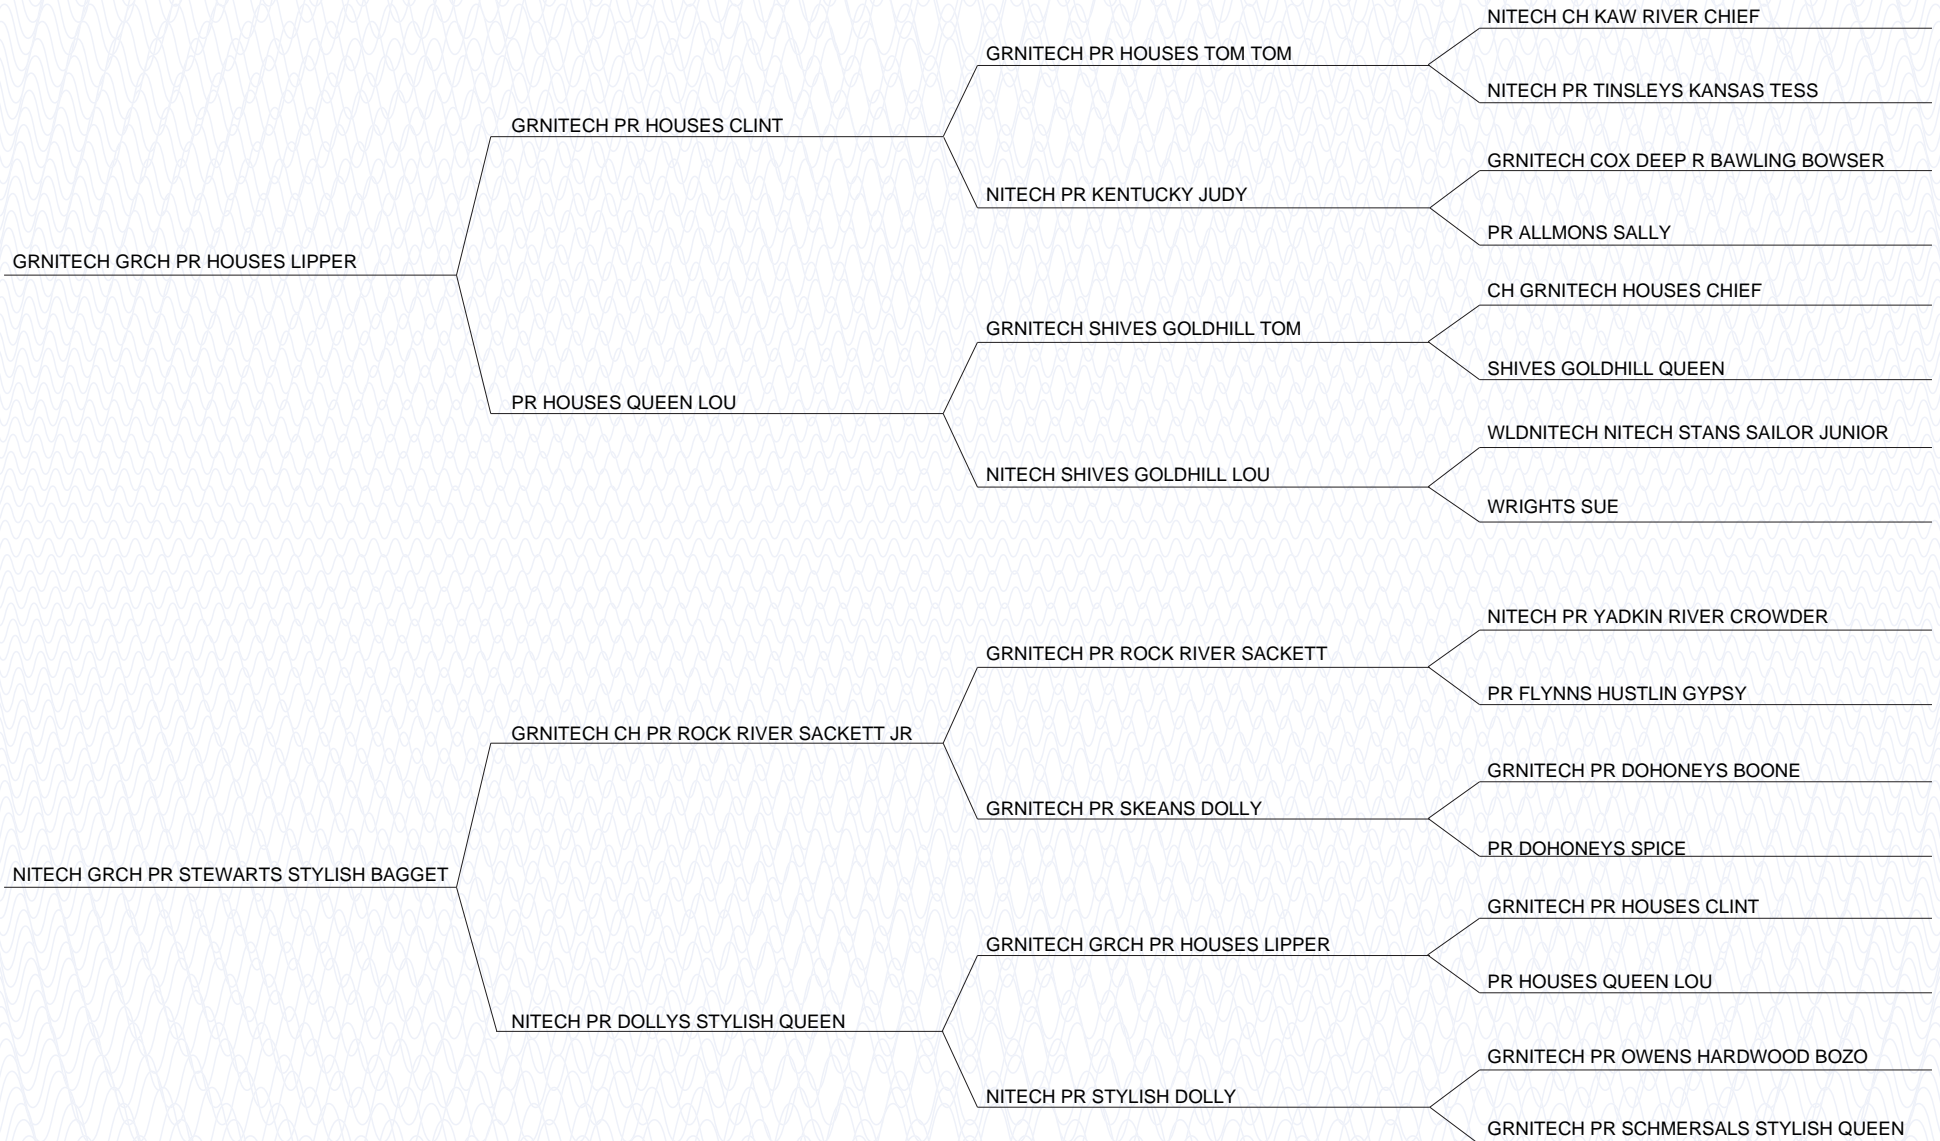 NITECH CH KAW RIVER CHIEF
GRNITECH PR HOUSES TOM TOM
NITECH PR TINSLEYS KANSAS TESS
GRNITECH PR HOUSES CLINT
GRNITECH COX DEEP R BAWLING BOWSER
NITECH PR KENTUCKY JUDY
PR ALLMONS SALLY
GRNITECH GRCH PR HOUSES LIPPER
CH GRNITECH HOUSES CHIEF
GRNITECH SHIVES GOLDHILL TOM
SHIVES GOLDHILL QUEEN
PR HOUSES QUEEN LOU
WLDNITECH NITECH STANS SAILOR JUNIOR
NITECH SHIVES GOLDHILL LOU
WRIGHTS SUE
NITECH PR YADKIN RIVER CROWDER
GRNITECH PR ROCK RIVER SACKETT
PR FLYNNS HUSTLIN GYPSY
GRNITECH CH PR ROCK RIVER SACKETT JR
GRNITECH PR DOHONEYS BOONE
GRNITECH PR SKEANS DOLLY
PR DOHONEYS SPICE
NITECH GRCH PR STEWARTS STYLISH BAGGET
GRNITECH PR HOUSES CLINT
GRNITECH GRCH PR HOUSES LIPPER
PR HOUSES QUEEN LOU
NITECH PR DOLLYS STYLISH QUEEN
GRNITECH PR OWENS HARDWOOD BOZO
NITECH PR STYLISH DOLLY
GRNITECH PR SCHMERSALS STYLISH QUEEN